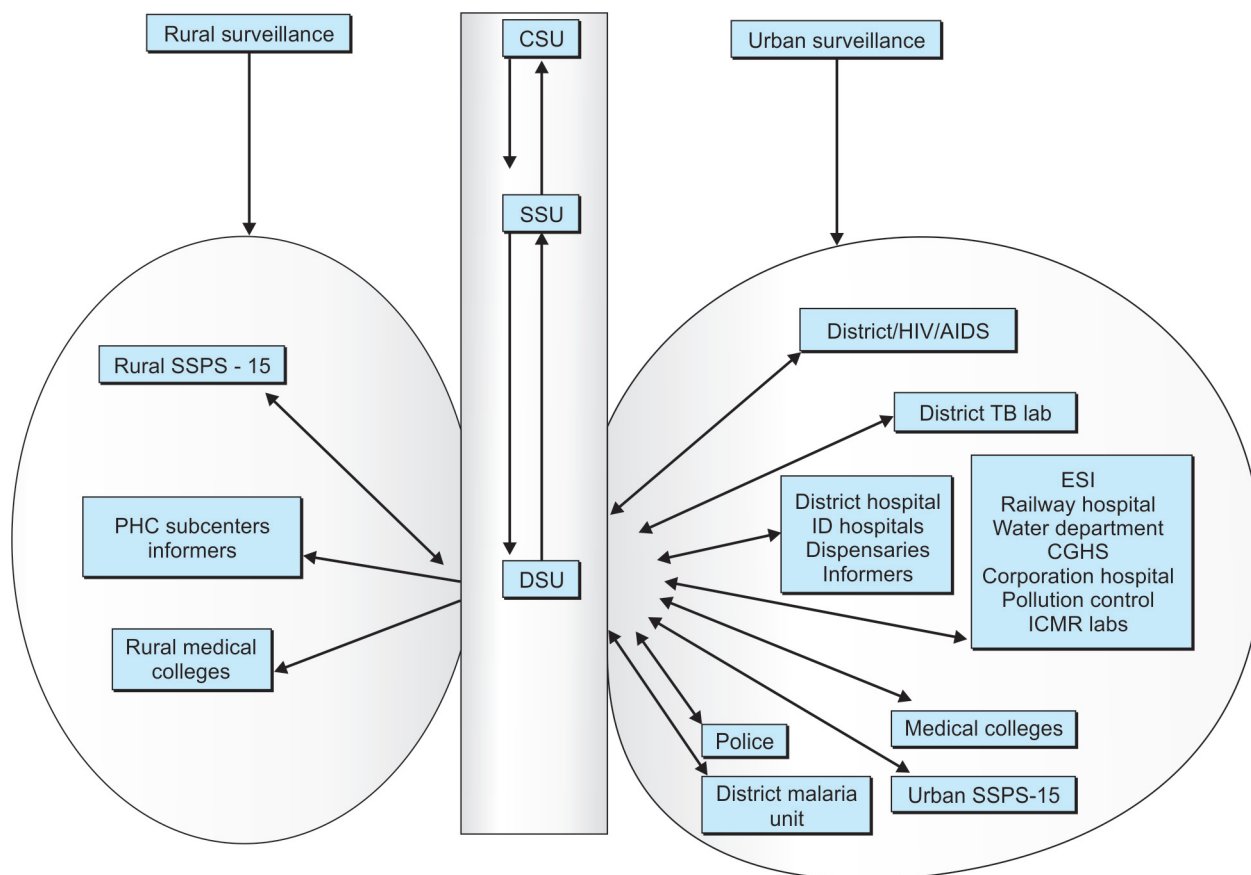 Rural surveillance
CSU
Urban surveillance
SSU
Rural SSPS - 15
PHC subcenters
informers
Rural medical
colleges
DSU
District/HIV/AIDS
District TB lab
District hospital
ID hospitals
Dispensaries
Informers
ESI
Railway hospital
Water department
CGHS
Corporation hospital
Pollution control
ICMR labs
Medical colleges
Police
District malaria
unit
Urban SSPS-15